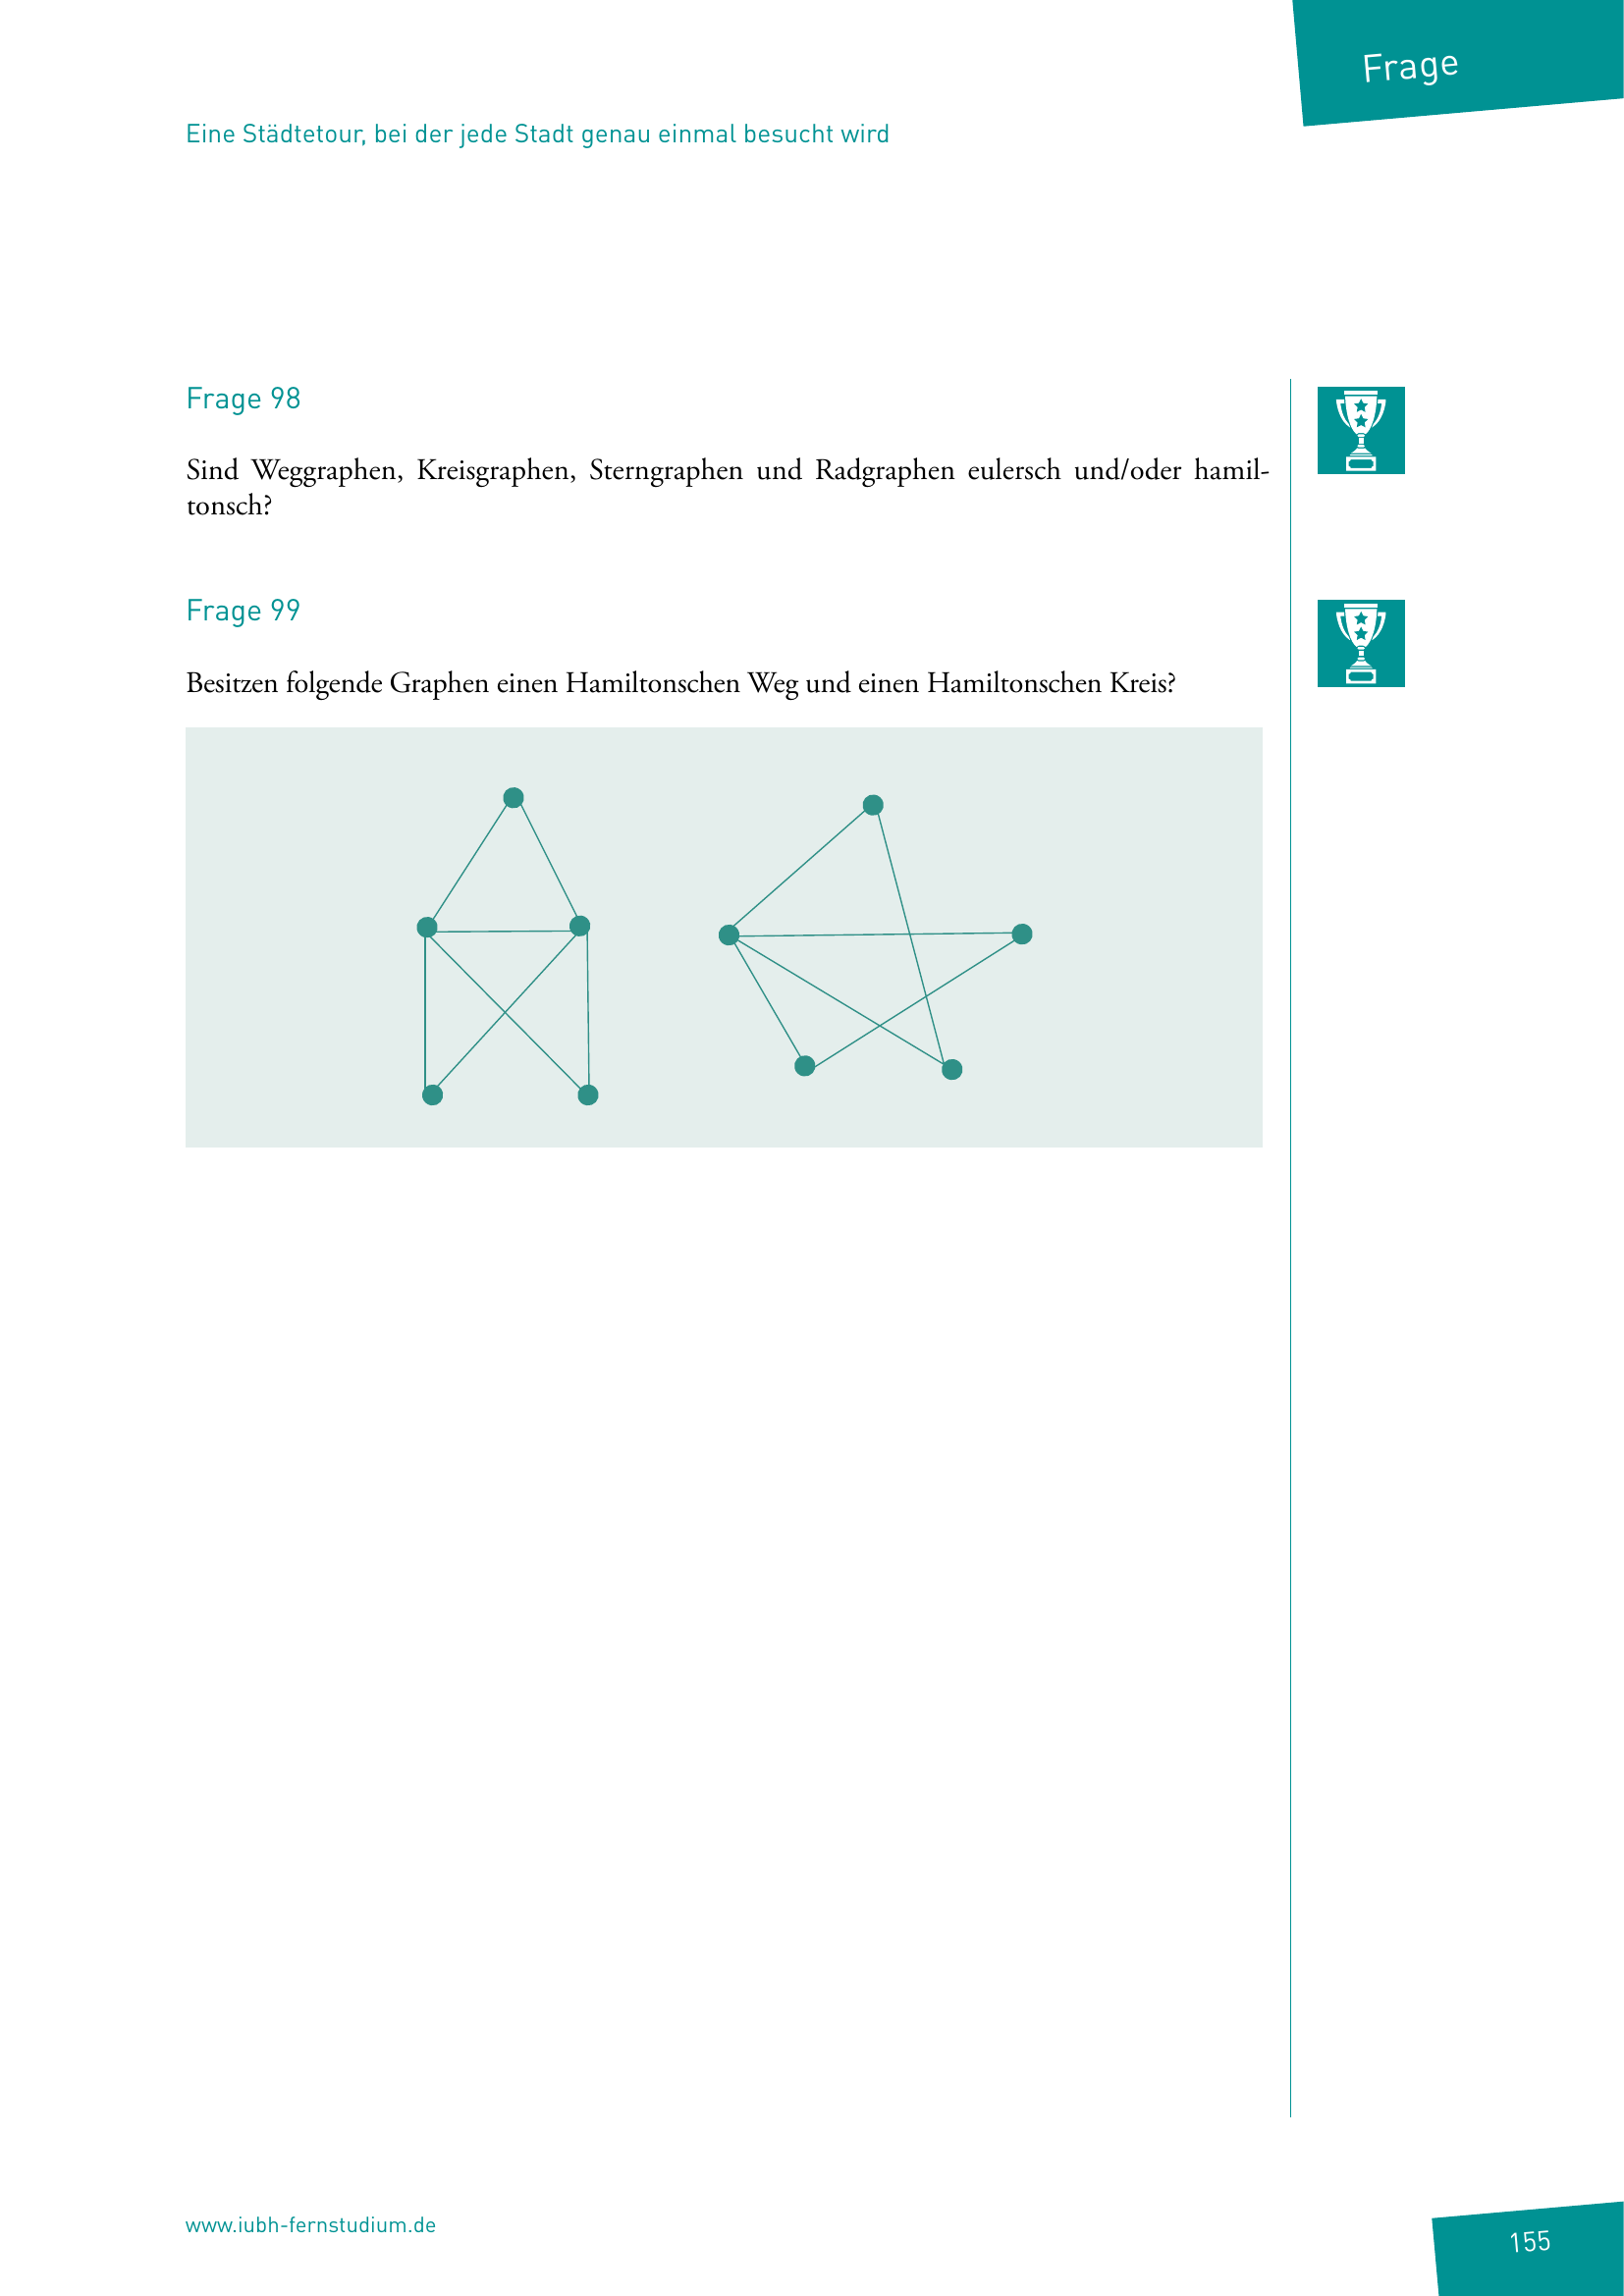 Frage
Eine Städtetour, bei der jede Stadt genau einmal besucht wird
Frage 98
Sind Weggraphen, Kreisgraphen, Sterngraphen und Radgraphen eulersch und/oder hamil-
tonsch?
Frage 99
Besitzen folgende Graphen einen Hamiltonschen Weg und einen Hamiltonschen Kreis?
www.iubh-fernstudium.de
155